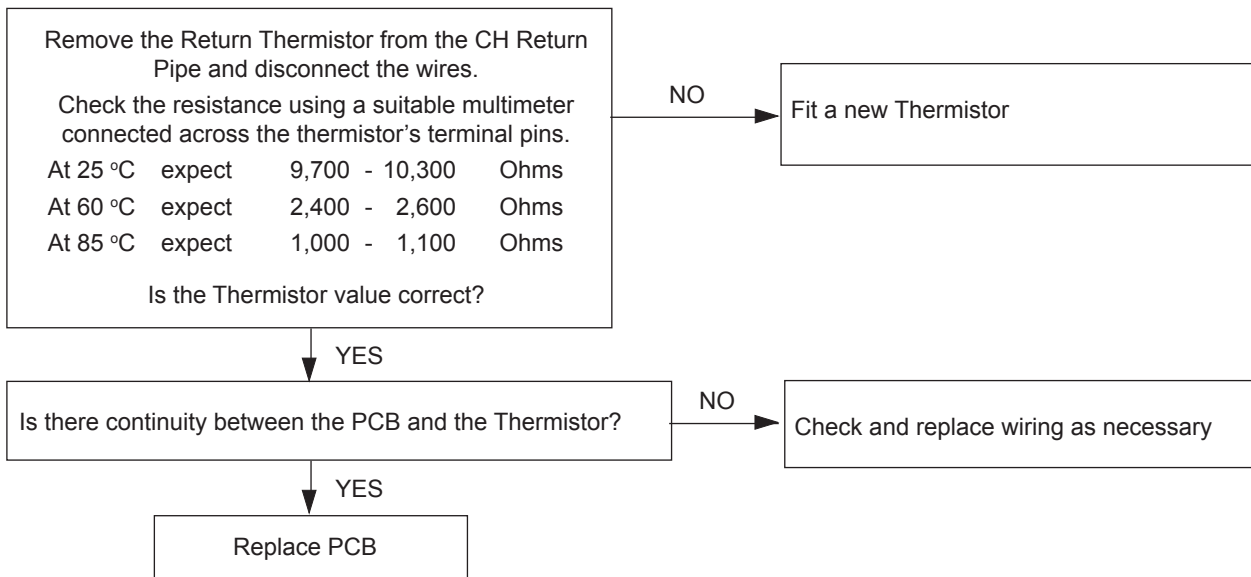 Remove the Return Thermistor from the CH Return
Pipe and disconnect the wires.
Check the resistance using a suitable multimeter
connected across the thermistor's terminal pins.
At 25 °C expect 9,700 - 10,300 Ohms
At 60 °C expect 2,400 - 2,600 Ohms
At 85 °C expect 1,000 - 1,100 Ohms
Is the Thermistor value correct?
NO
Fit a new Thermistor
YES
Is there continuity between the PCB and the Thermistor?
NO
Check and replace wiring as necessary
YES
Replace PCB